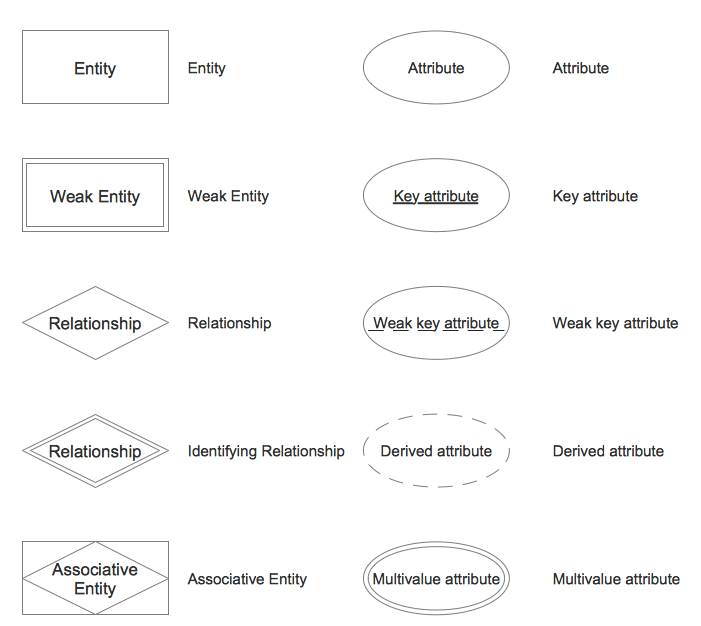 Entity
Entity
Attribute
Attribute
Weak Entity
Weak Entity
Key attribute
Key attribute
Relationship
Relationship
Weak key attribute
Weak key attribute
Relationship
Identifying Relationship
Derived attribute
Derived attribute
Associative
Entity
Associative Entity
Multivalue attribute
Multivalue attribute